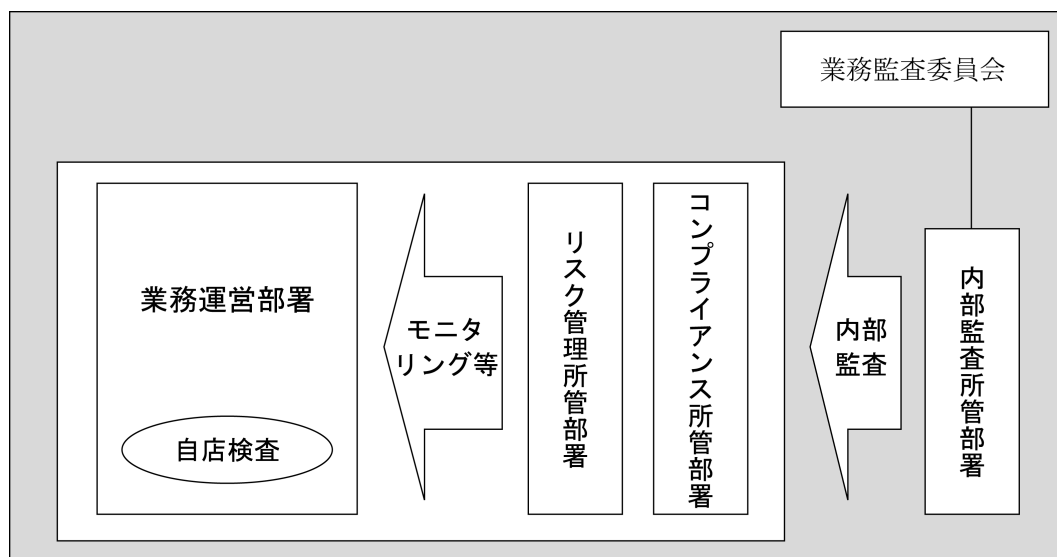 業務監査委員会
業務運営部署
自店検査
モニタ
リング等
リスク管理所管部署
コンプライアンス所管部署
内部
監査
内部監査所管部署